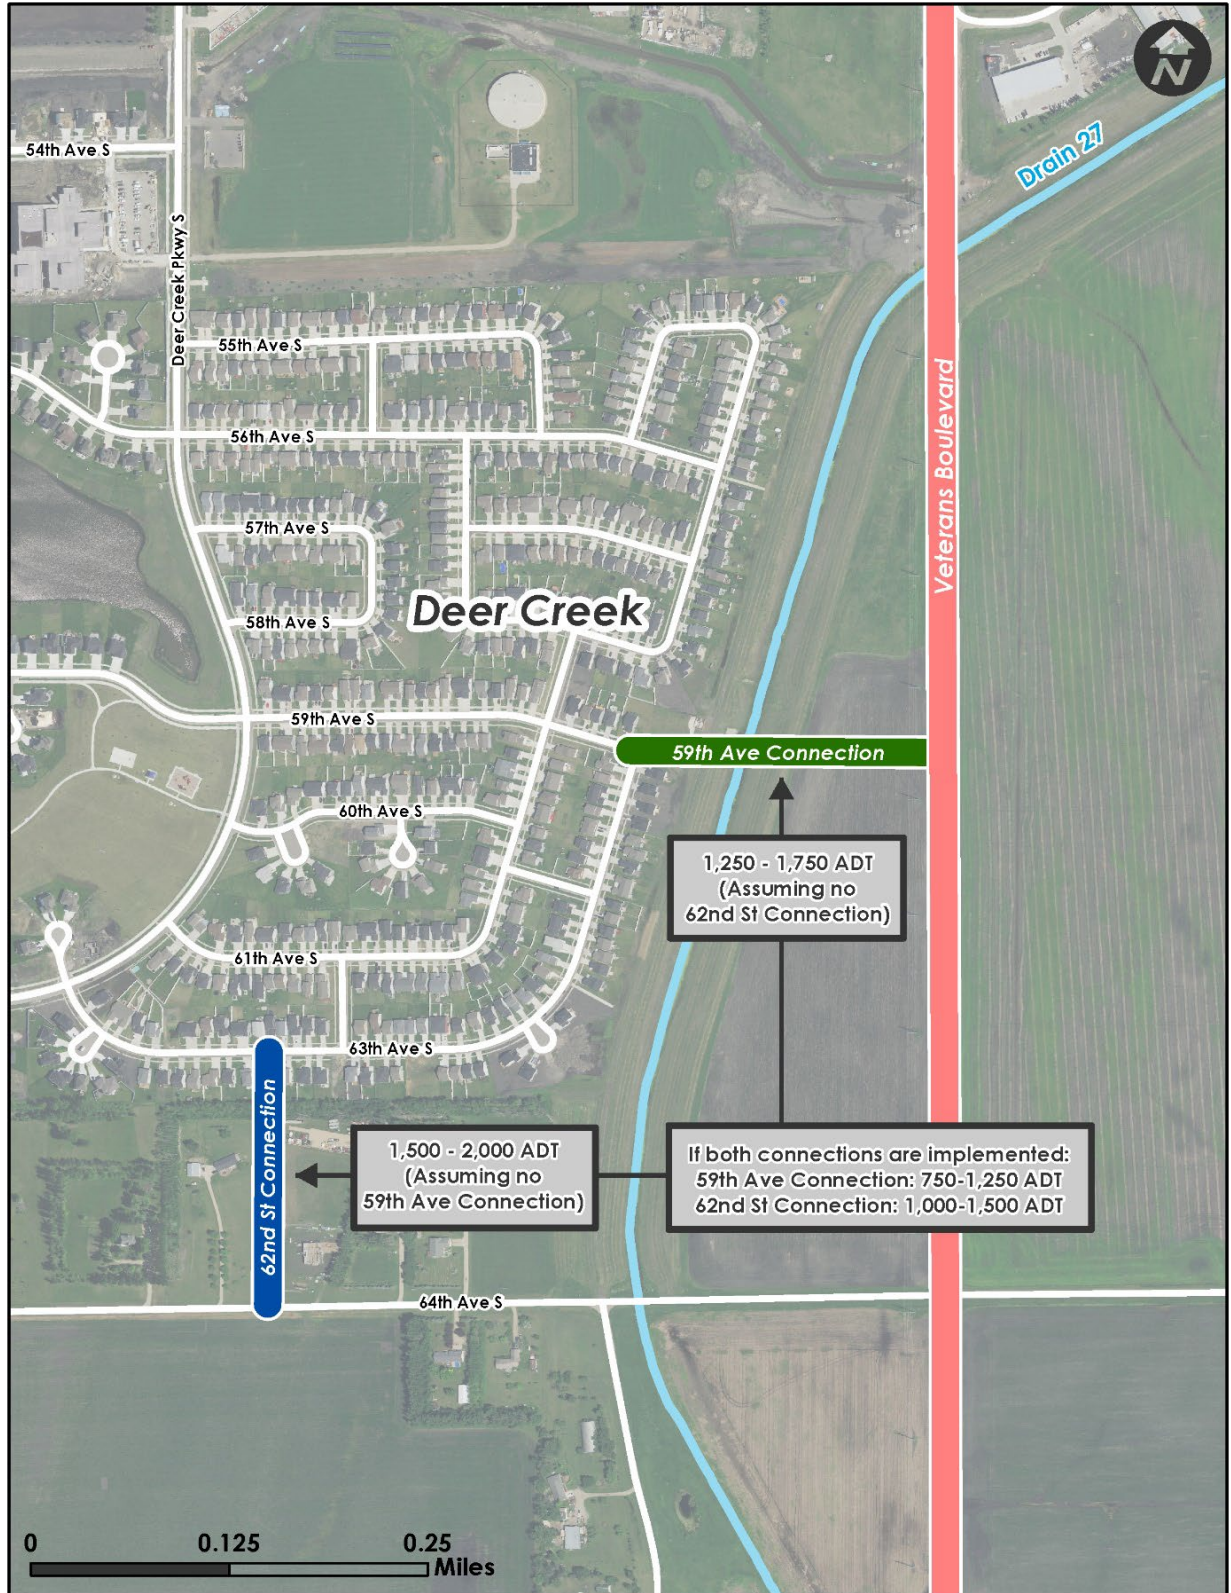 N
Drain 27
54th Ave S
Deer Creek Pkwy S
55th Ave S
Veterans Boulevard
56th Ave S
57th Ave S
Deer Creek
58th Ave S
59th Ave S
59th Ave Connection
60th Ave S
1,250 - 1,750 ADT
(Assuming no
62nd St Connection)
61th Ave S
63th Ave S
62nd St Connection
1,500 - 2,000 ADT
(Assuming no
59th Ave Connection)
If both connections are implemented:
59th Ave Connection: 750-1,250 ADT
62nd St Connection: 1,000-1,500 ADT
64th Ave S
0 0.125 0.25
Miles